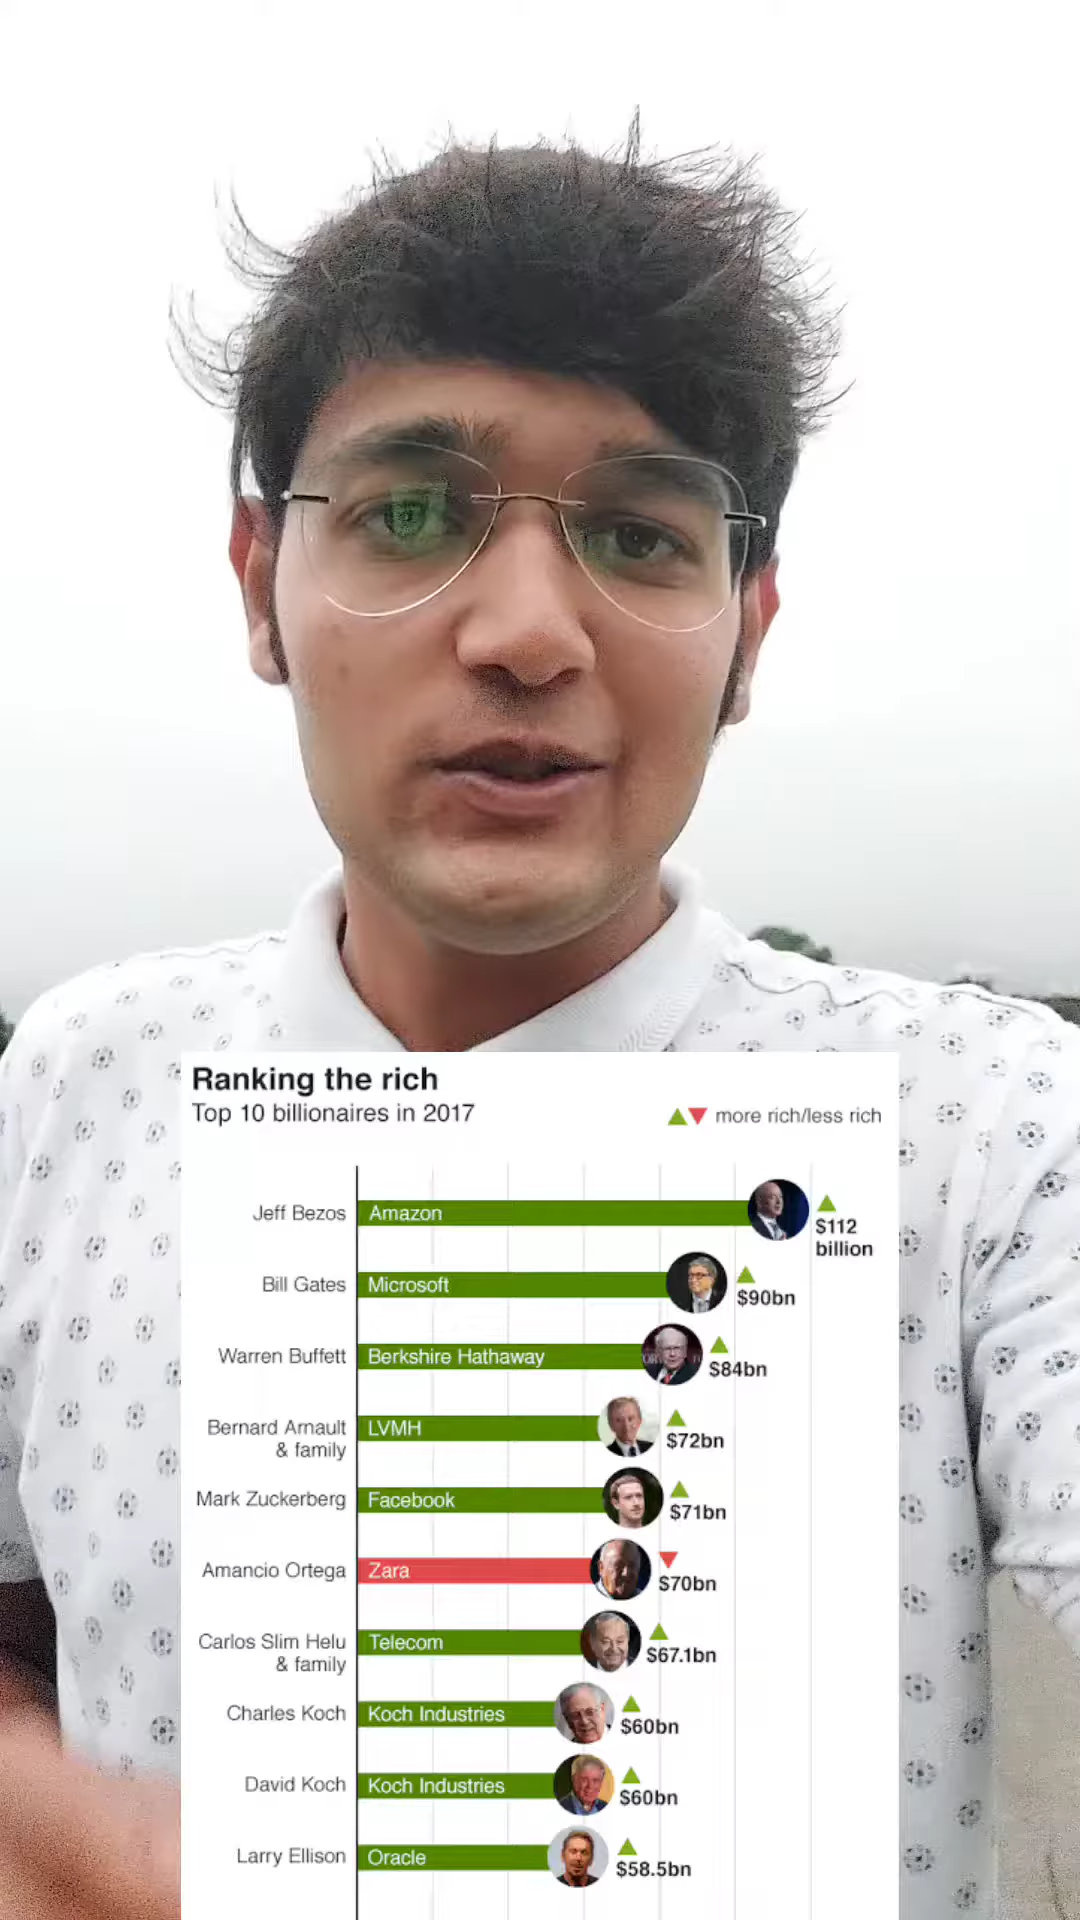 Ranking the rich
Top 10 billionaires in 2017
more rich/less rich
Jeff Bezos Amazon $112 billion
Bill Gates Microsoft $90bn
Warren Buffett Berkshire Hathaway $84bn
Bernard Arnault & family LVMH $72bn
Mark Zuckerberg Facebook $71bn
Amancio Ortega Zara $70bn
Carlos Slim Helu & family Telecom $67.1bn
Charles Koch Koch Industries $60bn
David Koch Koch Industries $60bn
Larry Ellison Oracle $58.5bn